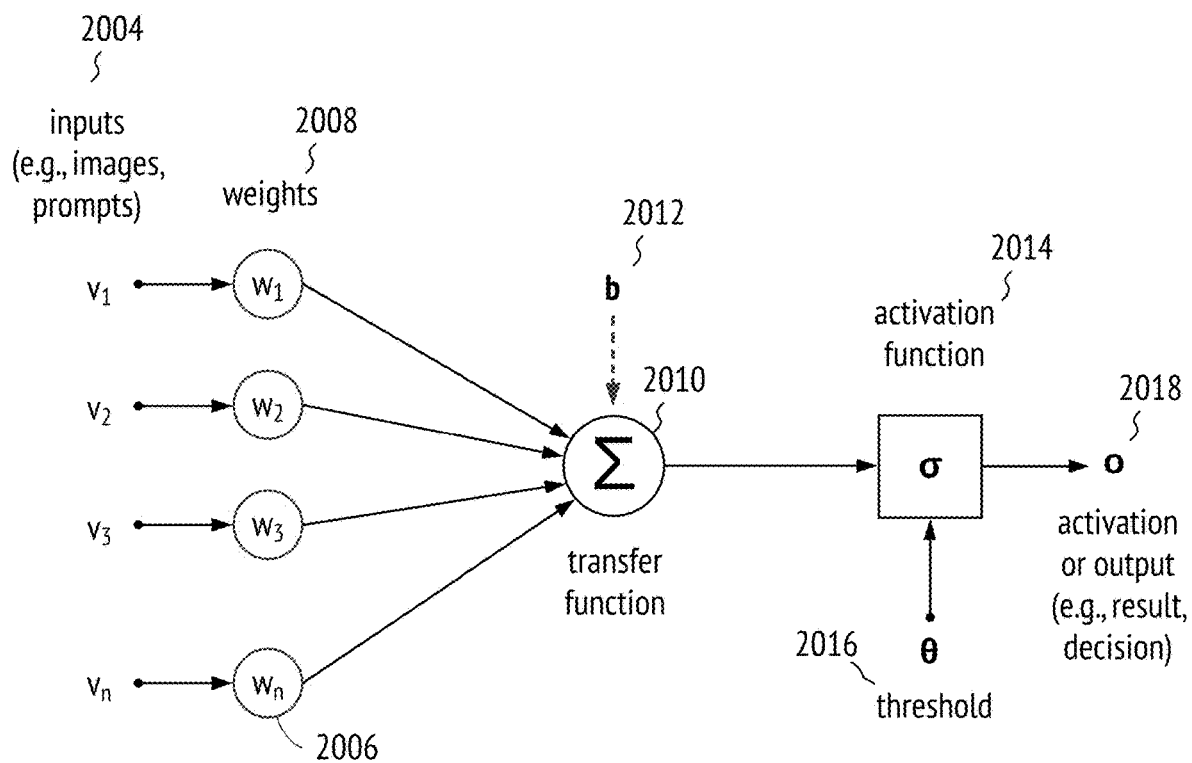 2004
inputs
(e.g., images,
prompts)
2008
weights
v₁
w₁
v₂
w₂
v₃
w₃
vₙ
wₙ
2006
2012
b
2010
Σ
transfer
function
2014
activation
function
σ
2016
θ
threshold
2018
o
activation
or output
(e.g., result,
decision)